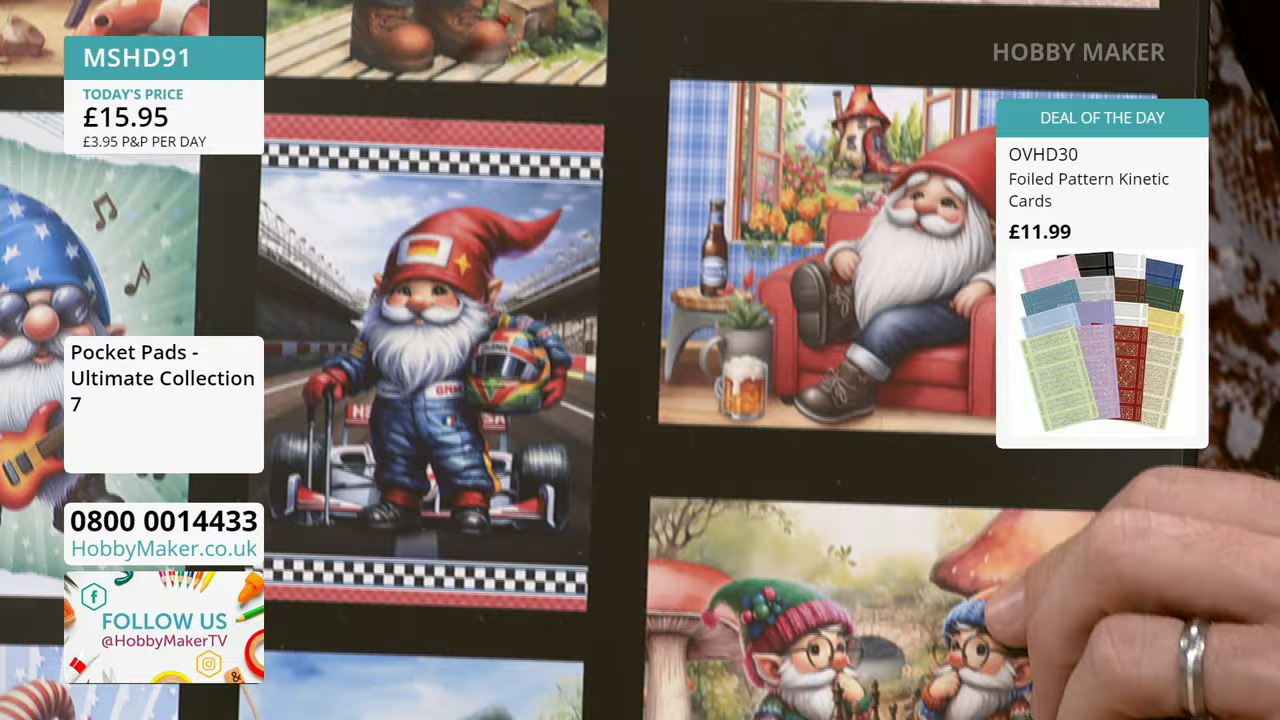 MSHD91
TODAY'S PRICE
£15.95
£3.95 P&P PER DAY
Pocket Pads -
Ultimate Collection
7
0800 0014433
HobbyMaker.co.uk
FOLLOW US
@HobbyMakerTV
HOBBY MAKER
DEAL OF THE DAY
OVHD30
Foiled Pattern Kinetic
Cards
£11.99